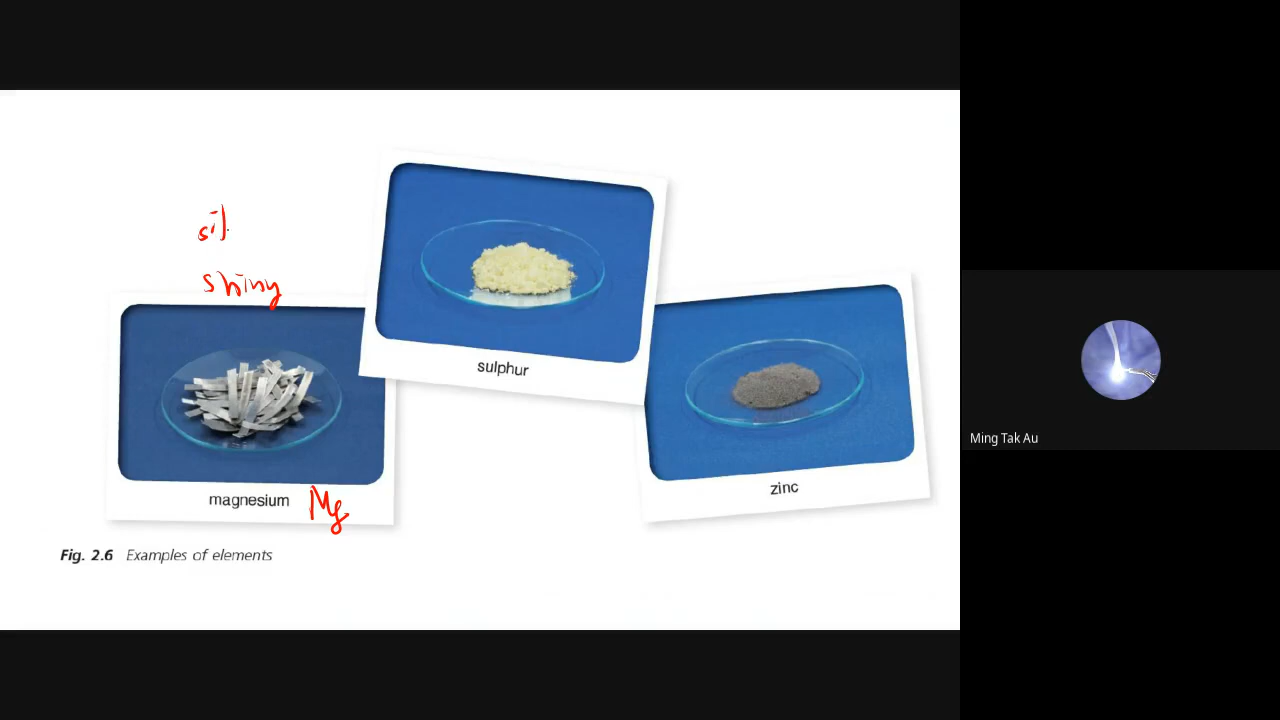 sil
shiny
sulphur
zinc
magnesium Mg
Fig. 2.6 Examples of elements
Ming Tak Au